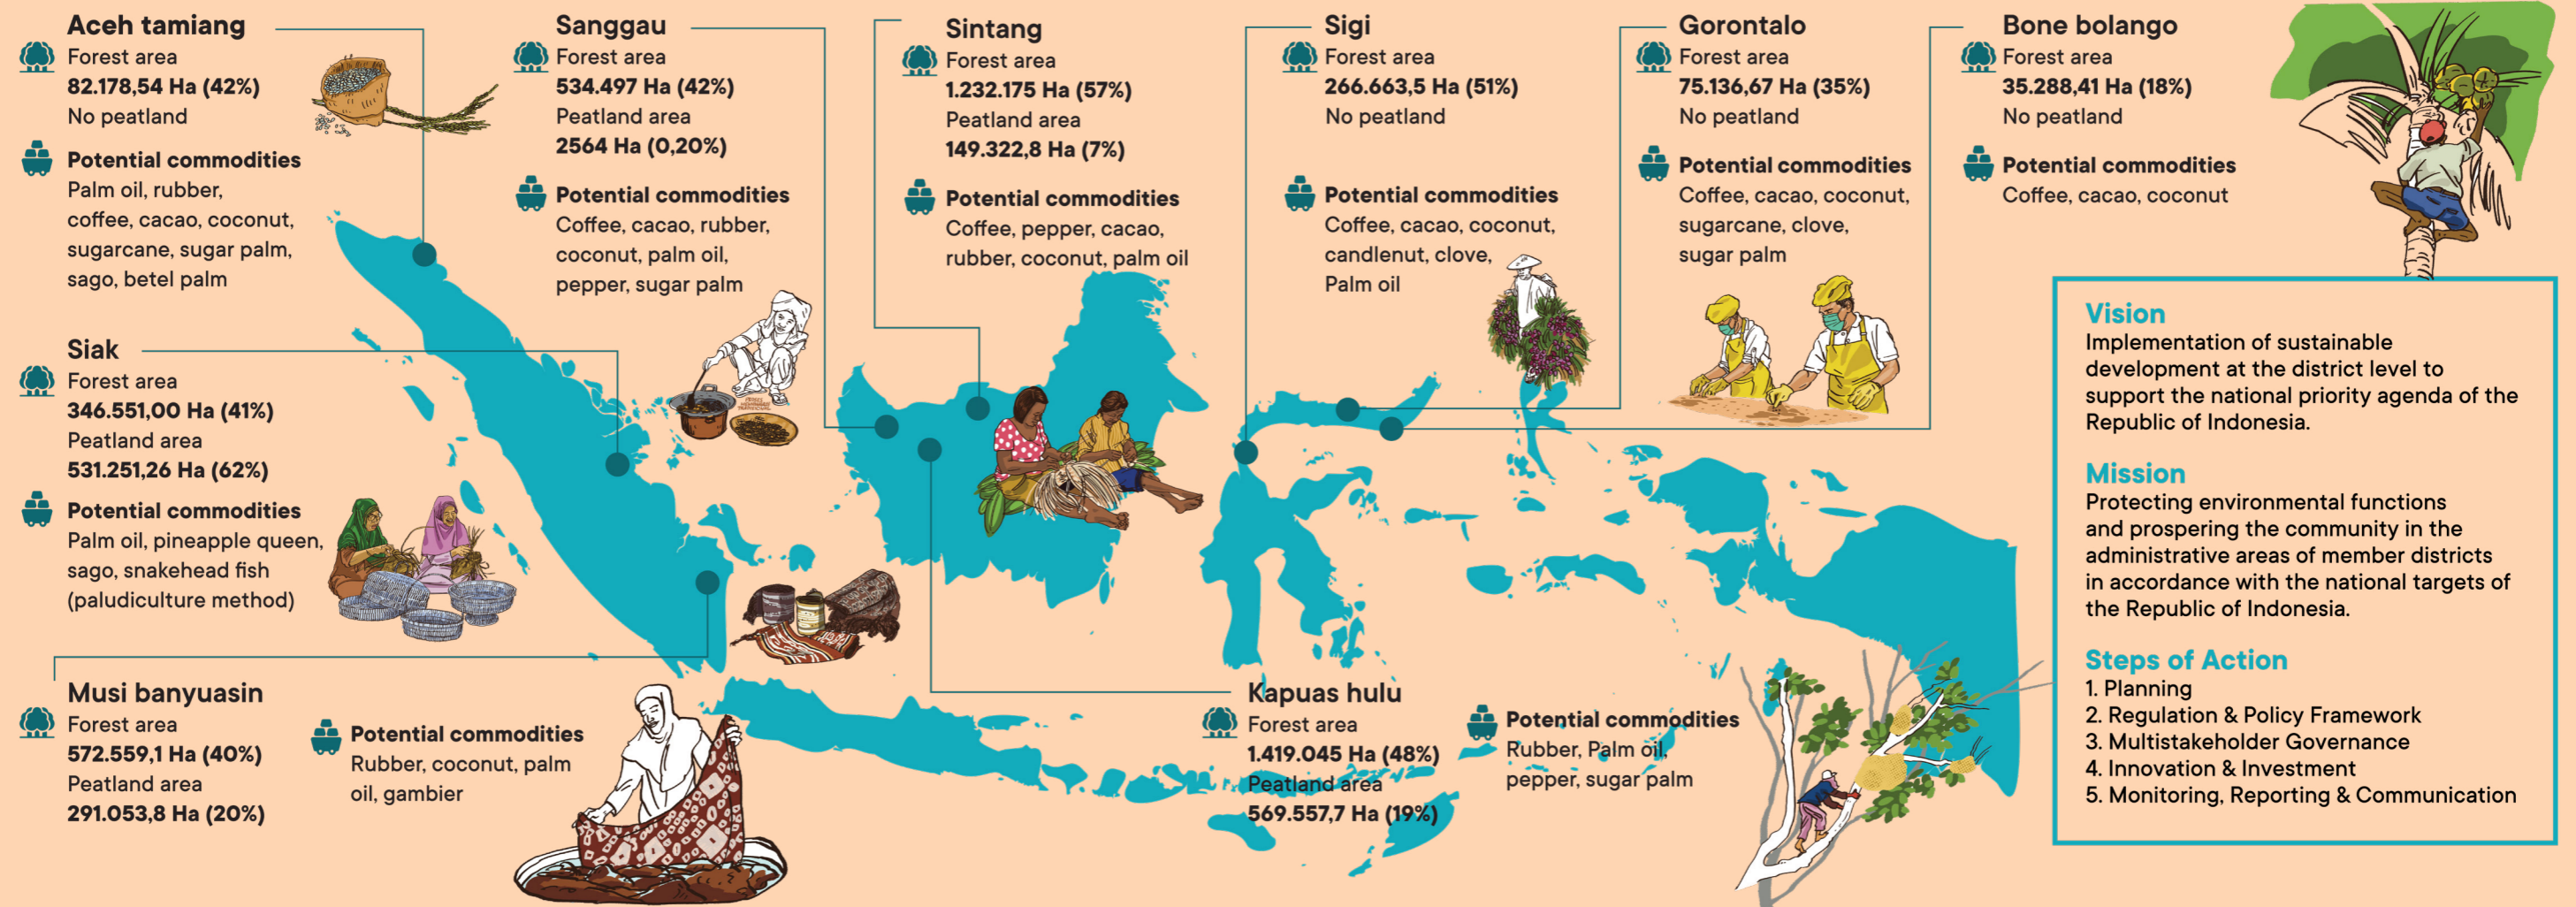 Aceh tamiang
Forest area
82.178,54 Ha (42%)
No peatland
Potential commodities
Palm oil, rubber,
coffee, cacao, coconut,
sugarcane, sugar palm,
sago, betel palm
Sanggau
Forest area
534.497 Ha (42%)
Peatland area
2564 Ha (0,20%)
Potential commodities
Coffee, cacao, rubber,
coconut, palm oil,
pepper, sugar palm
Sintang
Forest area
1.232.175 Ha (57%)
Peatland area
149.322,8 Ha (7%)
Potential commodities
Coffee, pepper, cacao,
rubber, coconut, palm oil
Sigi
Forest area
266.663,5 Ha (51%)
No peatland
Potential commodities
Coffee, cacao, coconut,
candlenut, clove,
Palm oil
Gorontalo
Forest area
75.136,67 Ha (35%)
No peatland
Potential commodities
Coffee, cacao, coconut,
sugarcane, clove,
sugar palm
Bone bolango
Forest area
35.288,41 Ha (18%)
No peatland
Potential commodities
Coffee, cacao, coconut
Siak
Forest area
346.551,00 Ha (41%)
Peatland area
531.251,26 Ha (62%)
Potential commodities
Palm oil, pineapple queen,
sago, snakehead fish
(paludiculture method)
Musi banyuasin
Forest area
572.559,1 Ha (40%)
Peatland area
291.053,8 Ha (20%)
Potential commodities
Rubber, coconut, palm
oil, gambier
Kapuas hulu
Forest area
1.419.045 Ha (48%)
Peatland area
569.557,7 Ha (19%)
Potential commodities
Rubber, Palm oil,
pepper, sugar palm
Vision
Implementation of sustainable
development at the district level to
support the national priority agenda of the
Republic of Indonesia.
Mission
Protecting environmental functions
and prospering the community in the
administrative areas of member districts
in accordance with the national targets of
the Republic of Indonesia.
Steps of Action
1. Planning
2. Regulation & Policy Framework
3. Multistakeholder Governance
4. Innovation & Investment
5. Monitoring, Reporting & Communication